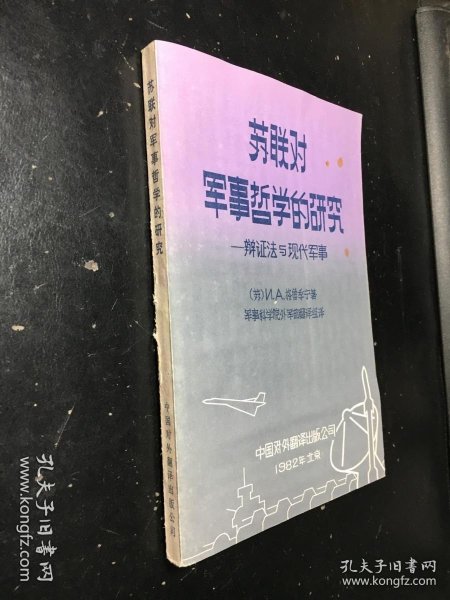 苏联对
军事哲学的研究
—辩证法与现代军事
(苏)И.А.
中国对外翻译出版公司
1982年北京
苏联对军事哲学的研究
中国对外翻译出版公司
孔夫子旧书网
孔夫子旧书网
https://book.kongfz.com